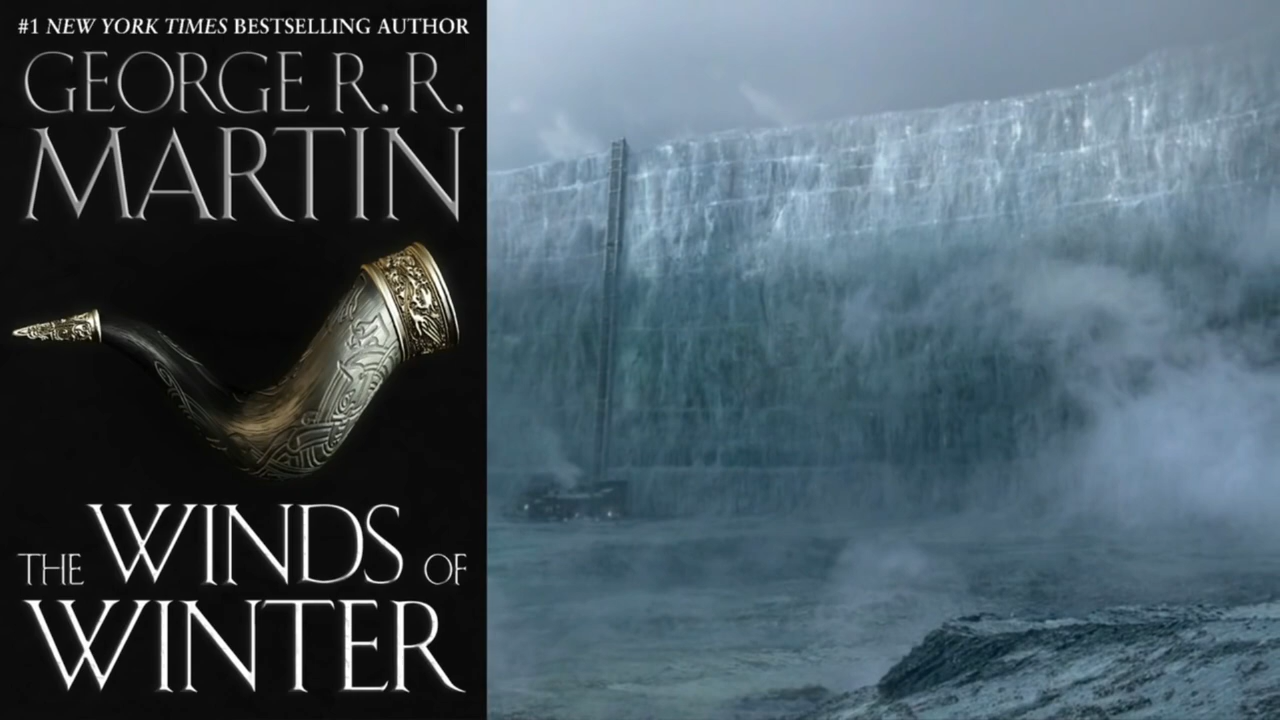 #1 NEW YORK TIMES BESTSELLING AUTHOR
GEORGE R. R.
MARTIN
THE WINDS OF
WINTER